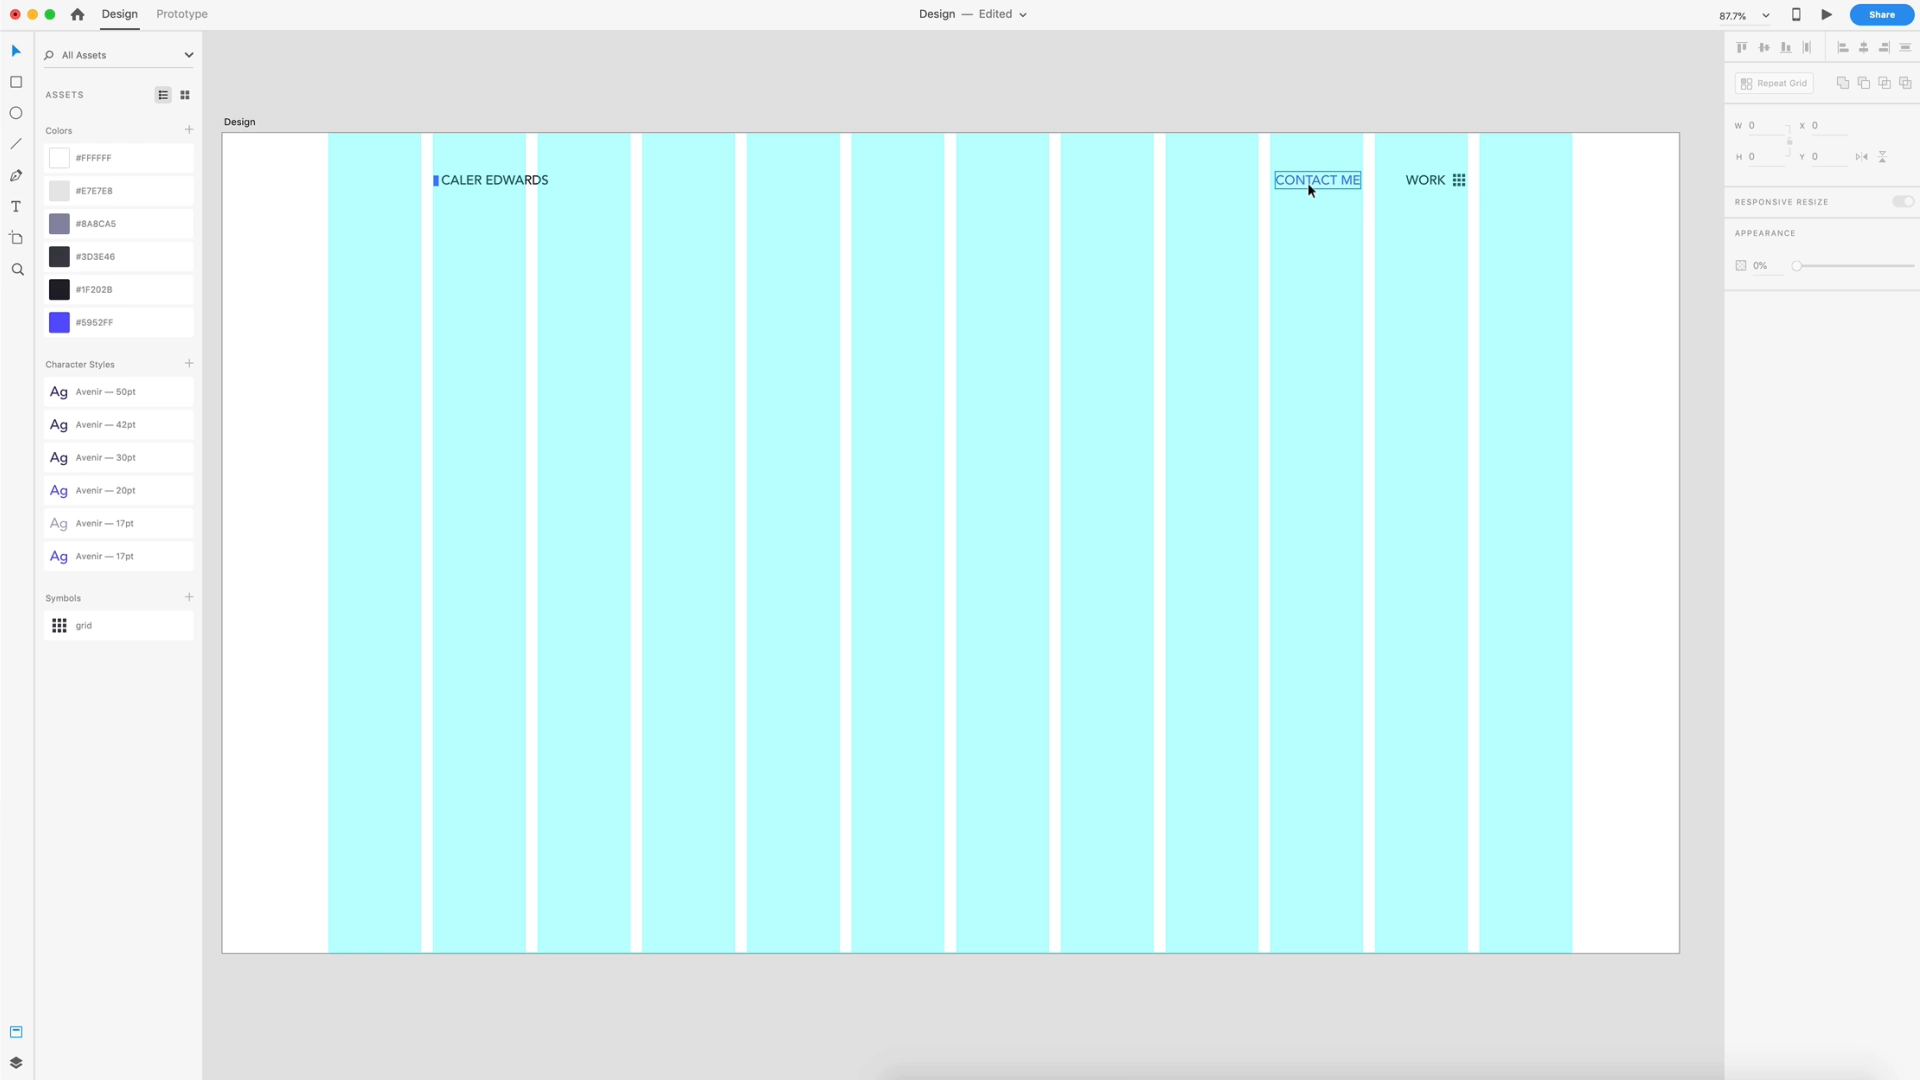 Design Prototype Design — Edited 87.7% Share
All Assets
ASSETS
Repeat Grid
Design
Colors
W 0 X 0
#FFFFFF
H 0 Y 0
CALER EDWARDS CONTACT ME WORK
#E7E7E8
RESPONSIVE RESIZE
#8A8CA5
APPEARANCE
#3D3E46
0%
#1F202B
#5952FF
Character Styles
Ag Avenir — 50pt
Ag Avenir — 42pt
Ag Avenir — 30pt
Ag Avenir — 20pt
Ag Avenir — 17pt
Ag Avenir — 17pt
Symbols
grid